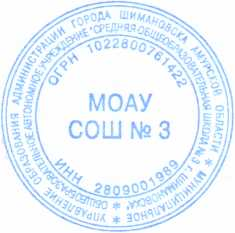 УПРАВЛЕНИЕ ОБРАЗОВАНИЯ АДМИНИСТРАЦИИ ГОРОДА ШИМАНОВСКА АМУРСКОЙ ОБЛАСТИ * МУНИЦИПАЛЬНОЕ *
ОБЩЕОБРАЗОВАТЕЛЬНОЕ АВТОНОМНОЕ УЧРЕЖДЕНИЕ "СРЕДНЯЯ ОБЩЕОБРАЗОВАТЕЛЬНАЯ ШКОЛА № 3 г. ШИМАНОВСКА" *
ОГРН 1022800761422
МОАУ
СОШ № 3
ИНН 2809001989